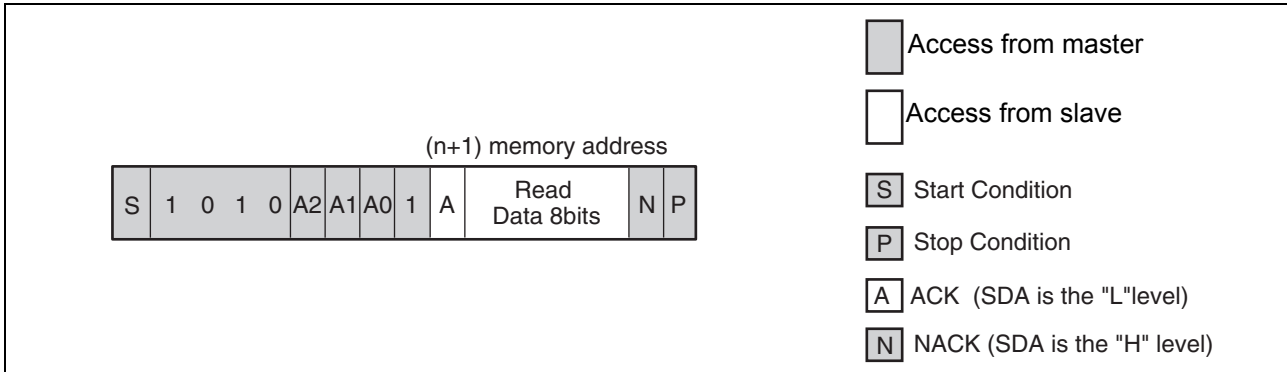 (n+1) memory address
S 1 0 1 0 A2 A1 A0 1 A Read Data 8bits N P
Access from master
Access from slave
S Start Condition
P Stop Condition
A ACK (SDA is the "L"level)
N NACK (SDA is the "H" level)